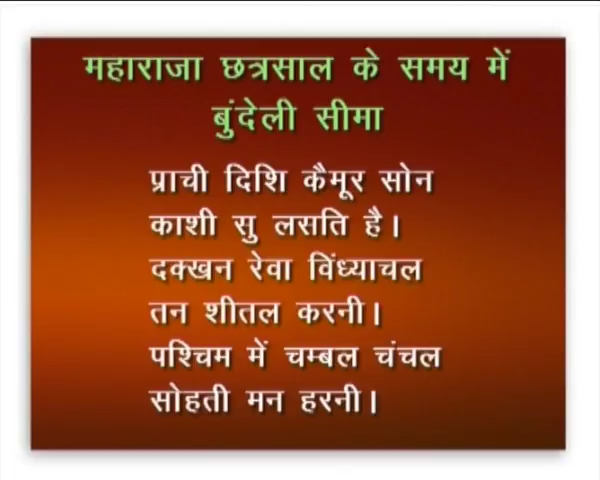 महाराजा छत्रसाल के समय में
बुंदेली सीमा
प्राची दिशि कैमूर सोन
काशी सु लसति है।
दक्खन रेवा विंध्याचल
तन शीतल करनी।
पश्चिम में चम्बल चंचल
सोहती मन हरनी।